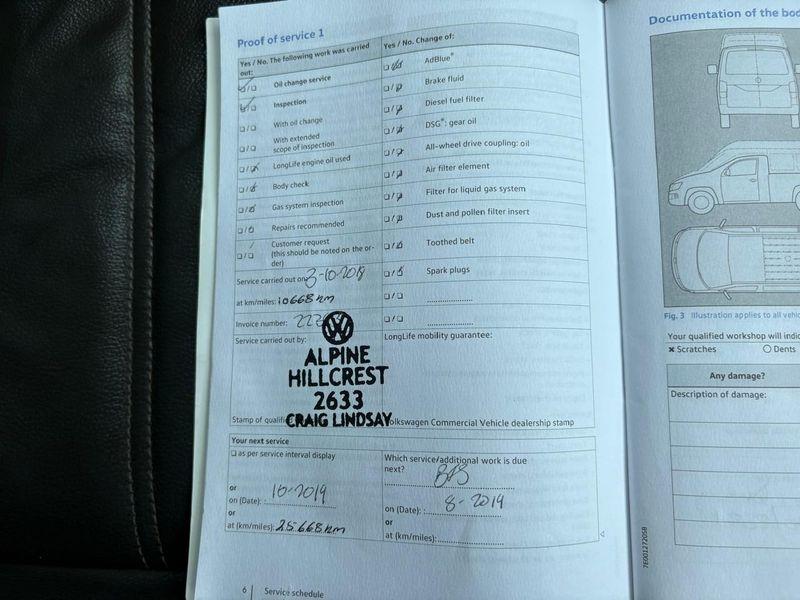 Proof of service 1
Yes / No. The following work was carried out:
Oil change service
Inspection
With oil change
With extended
scope of inspection
LongLife engine oil used
Body check
Gas system inspection
Repairs recommended
Customer request
(this should be noted on the or-
der)
Service carried out on: 3-10-2018
at km/miles: 10668 km
Invoice number:
Service carried out by:
Yes / No. Change of:
AdBlue®
Brake fluid
Diesel fuel filter
DSG®: gear oil
All-wheel drive coupling: oil
Air filter element
Filter for liquid gas system
Dust and pollen filter insert
Toothed belt
Spark plugs
LongLife mobility guarantee:
ALPINE
HILLCREST
2633
CRAIG LINDSAY
Stamp of qualifi olkswagen Commercial Vehicle dealership stamp
Your next service
as per service interval display
or
on (Date): 10-2019
or
at (km/miles): 25.668 km
Which service/additional work is due
next?
on (Date): 8-2019
or
at (km/miles):
6 Service schedule
Documentation of the bod
Fig. 3 Illustration applies to all vehic
Your qualified workshop will indic
Scratches Dents
Any damage?
Description of damage:
7E0012720SB